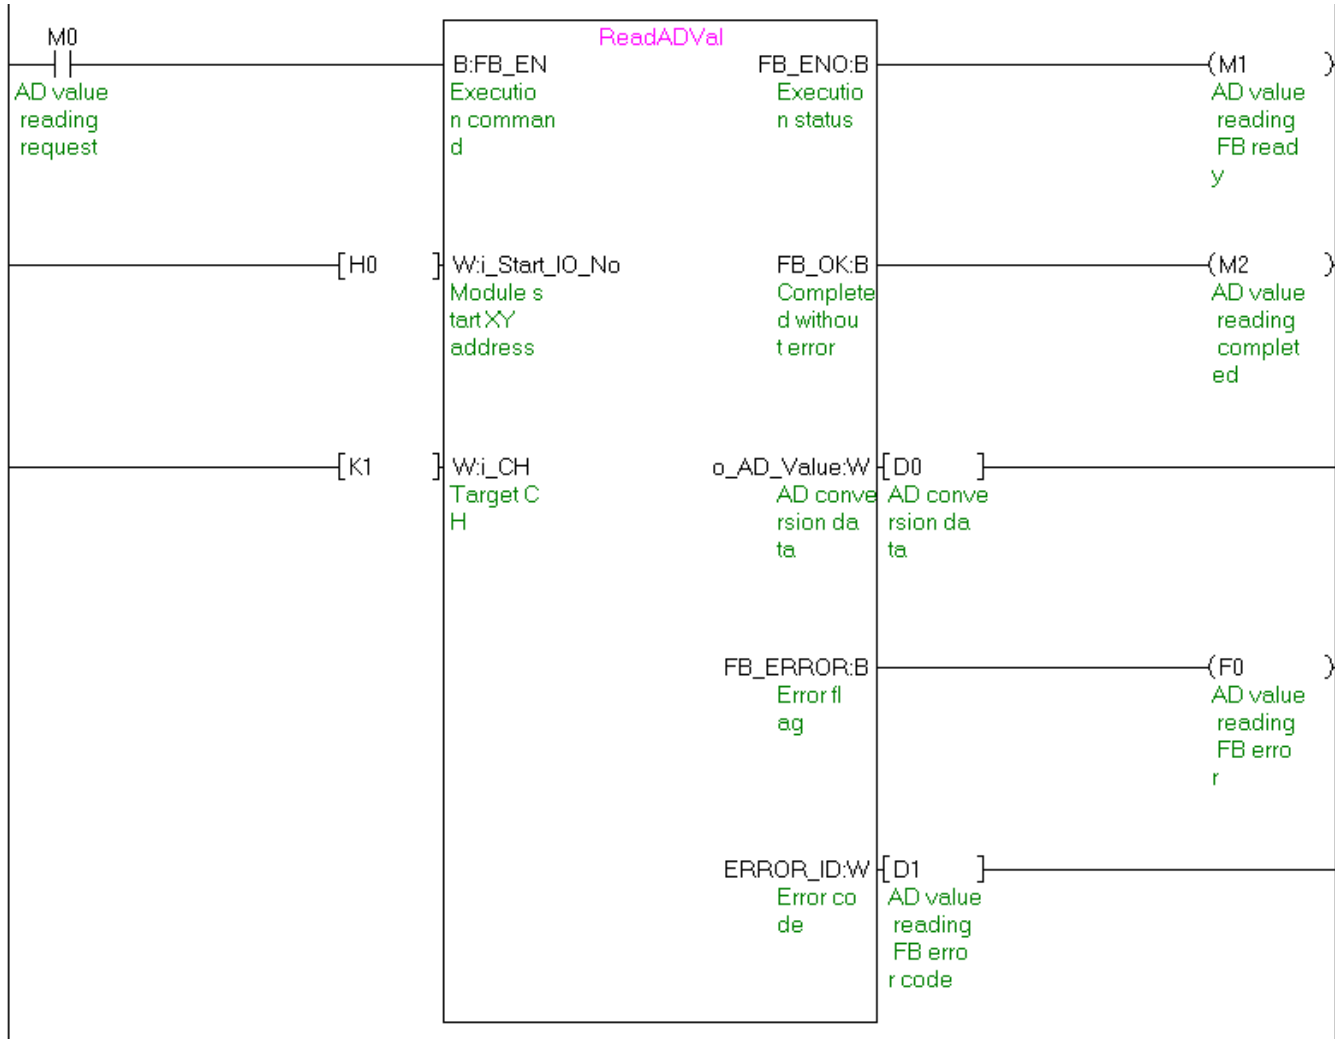 M0
ReadADVal
B:FB_EN
FB_ENO:B
(M1 )
AD value
reading
request
Executio
n comman
d
Executio
n status
AD value
reading
FB read
y
[H0 ]
W:i_Start_IO_No
FB_OK:B
(M2 )
Module s
tart XY
address
Complete
d withou
t error
AD value
reading
complet
ed
[K1 ]
W:i_CH
o_AD_Value:W
[D0 ]
Target C
H
AD conve
rsion da
ta
AD conve
rsion da
ta
FB_ERROR:B
(F0 )
Error fl
ag
AD value
reading
FB erro
r
ERROR_ID:W
[D1 ]
Error co
de
AD value
reading
FB erro
r code